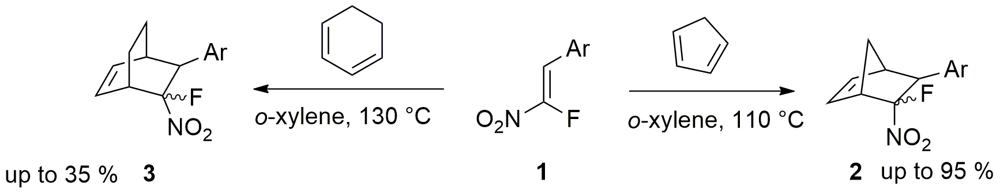 Ar
F
NO2
up to 35 % 3
o-xylene, 130 °C
Ar
O2N F
1
o-xylene, 110 °C
Ar
F
NO2
2 up to 95 %